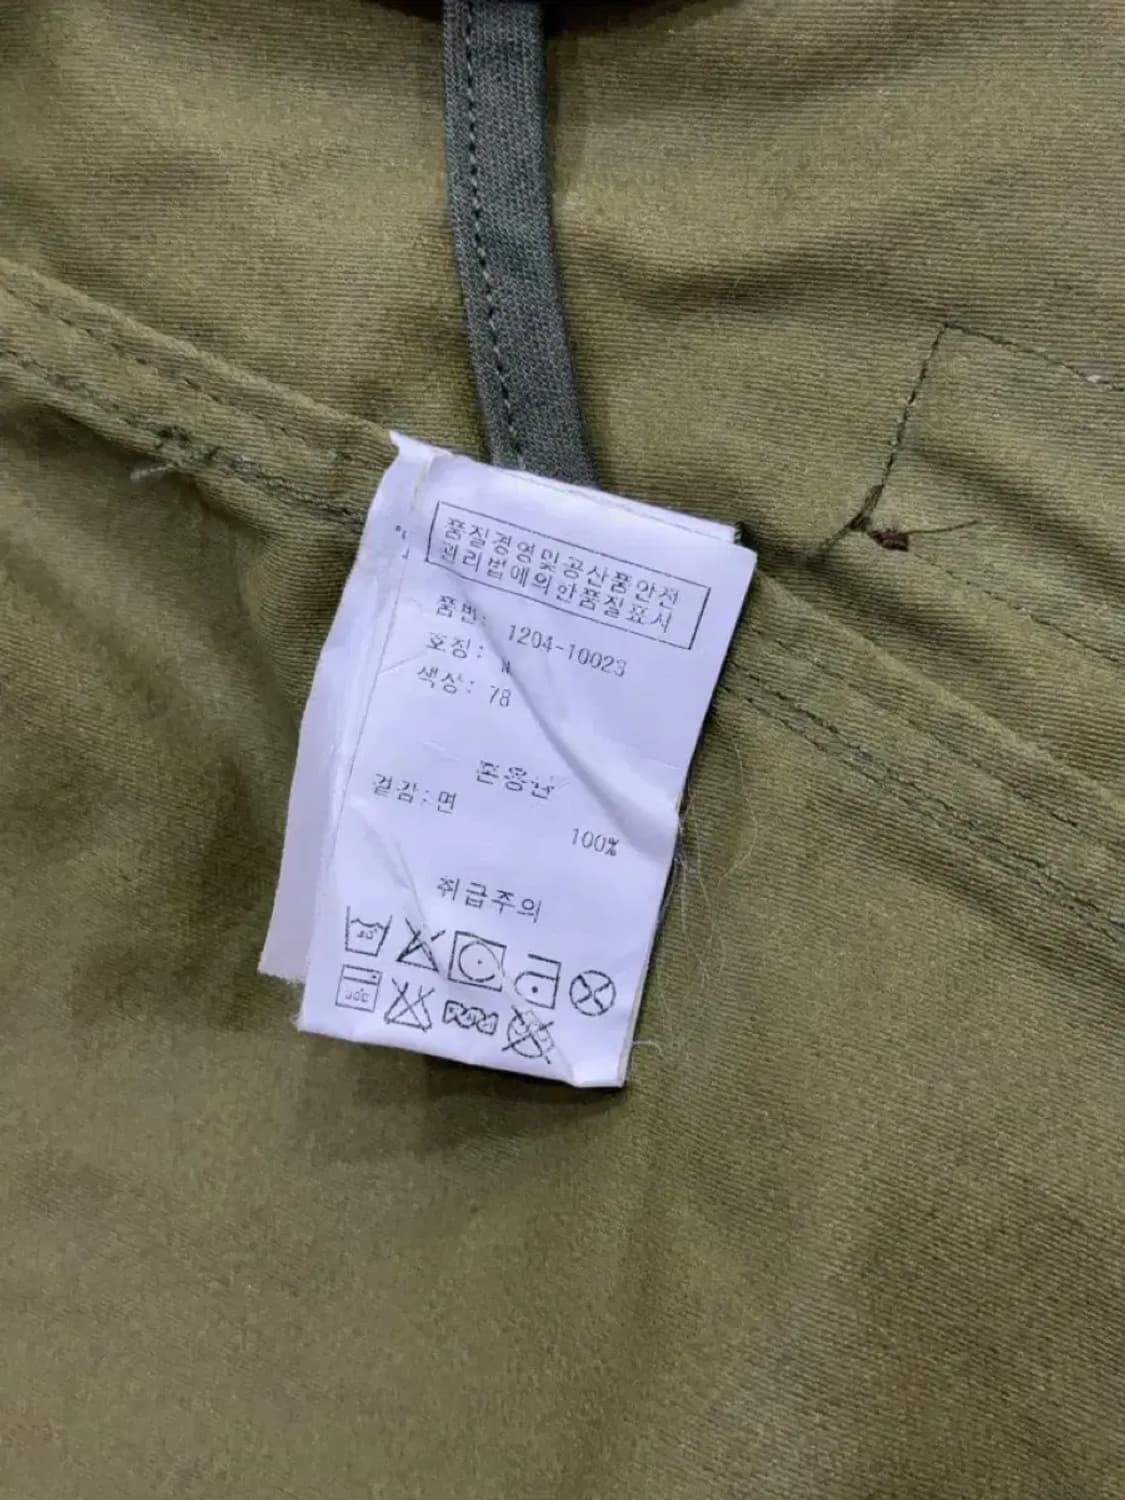 품질경영및공산품안전
관리법에의한품질표시
품번: 1204-10023
호칭: M
색상: 78
혼용률
겉감:면
100%
취급주의